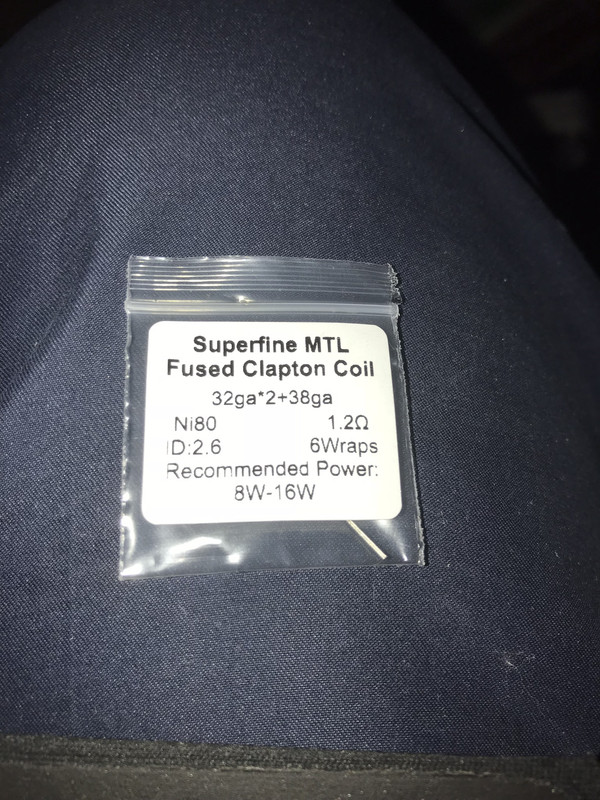 Superfine MTL
Fused Clapton Coil
32ga*2+38ga
Ni80 1.2Ω
ID:2.6 6Wraps
Recommended Power:
8W-16W